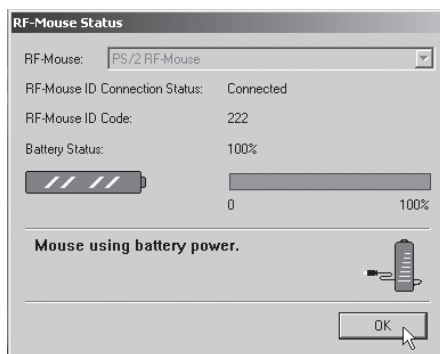 RF-Mouse Status
RF-Mouse: PS/2 RF-Mouse
RF-Mouse ID Connection Status: Connected
RF-Mouse ID Code: 222
Battery Status: 100%
0 100%
Mouse using battery power.
OK